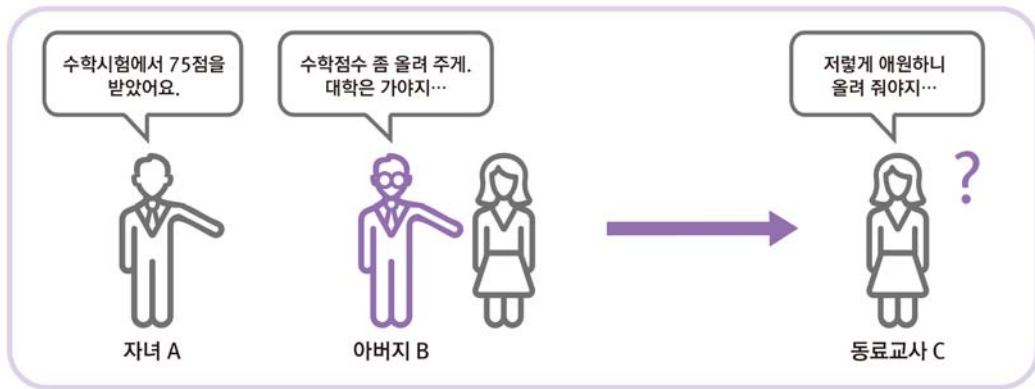 수학시험에서 75점을
받았어요.
수학점수 좀 올려 주게.
대학은 가야지…
저렇게 애원하니
올려 줘야지…
?
자녀 A
아버지 B
동료교사 C